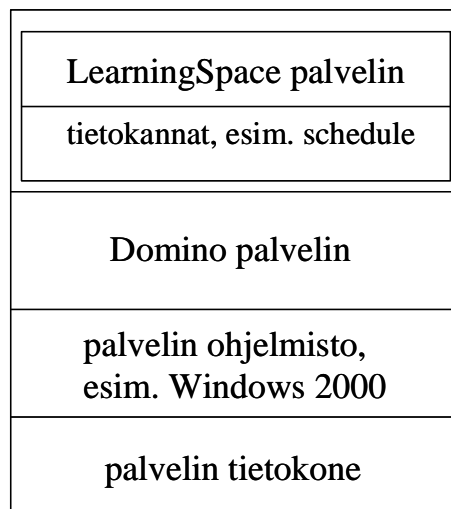 LearningSpace palvelin
tietokannat, esim. schedule
Domino palvelin
palvelin ohjelmisto,
esim. Windows 2000
palvelin tietokone